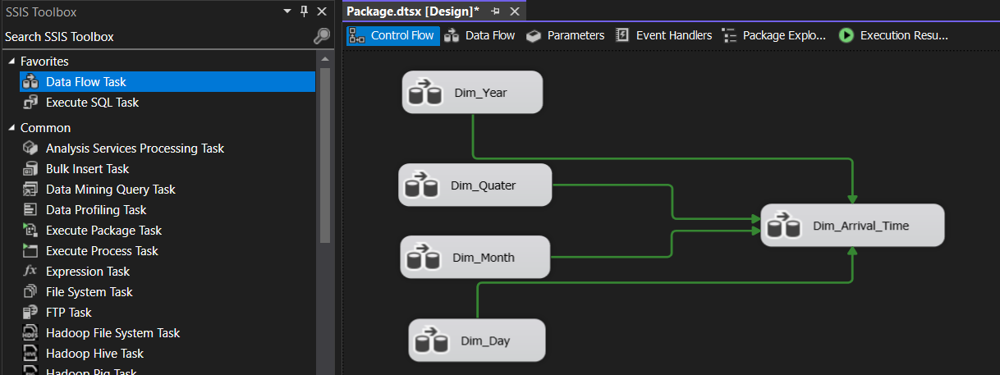 SSIS Toolbox
Search SSIS Toolbox
Favorites
Data Flow Task
Execute SQL Task
Common
Analysis Services Processing Task
Bulk Insert Task
Data Mining Query Task
Data Profiling Task
Execute Package Task
Execute Process Task
Expression Task
File System Task
FTP Task
Hadoop File System Task
Hadoop Hive Task
Hadoop Pig Task
Package.dtsx [Design]*
Control Flow Data Flow Parameters Event Handlers Package Explo... Execution Resu...
Dim_Year
Dim_Quater
Dim_Arrival_Time
Dim_Month
Dim_Day